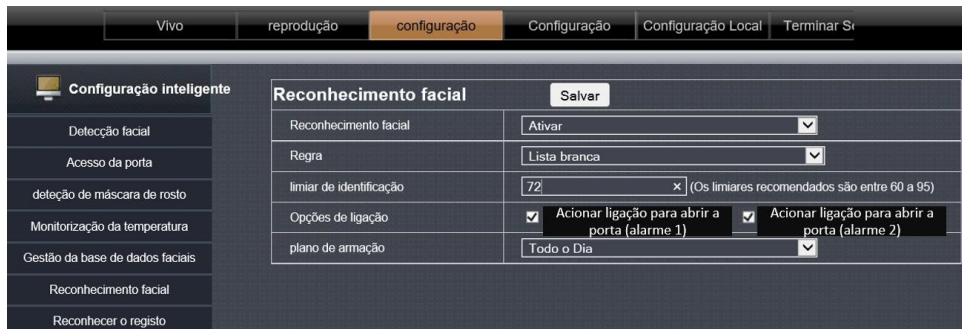 Vivo reprodução configuração Configuração Configuração Local Terminar
Configuração inteligente
Detecção facial
Acesso da porta
deteção de máscara de rosto
Monitorização da temperatura
Gestão da base de dados faciais
Reconhecimento facial
Reconhecer o registo
Reconhecimento facial Salvar
Reconhecimento facial Ativar
Regra Lista branca
limiar de identificação 72 × (Os limiares recomendados são entre 60 a 95)
Opções de ligação Acionar ligação para abrir a porta (alarme 1) Acionar ligação para abrir a porta (alarme 2)
plano de armação Todo o Dia